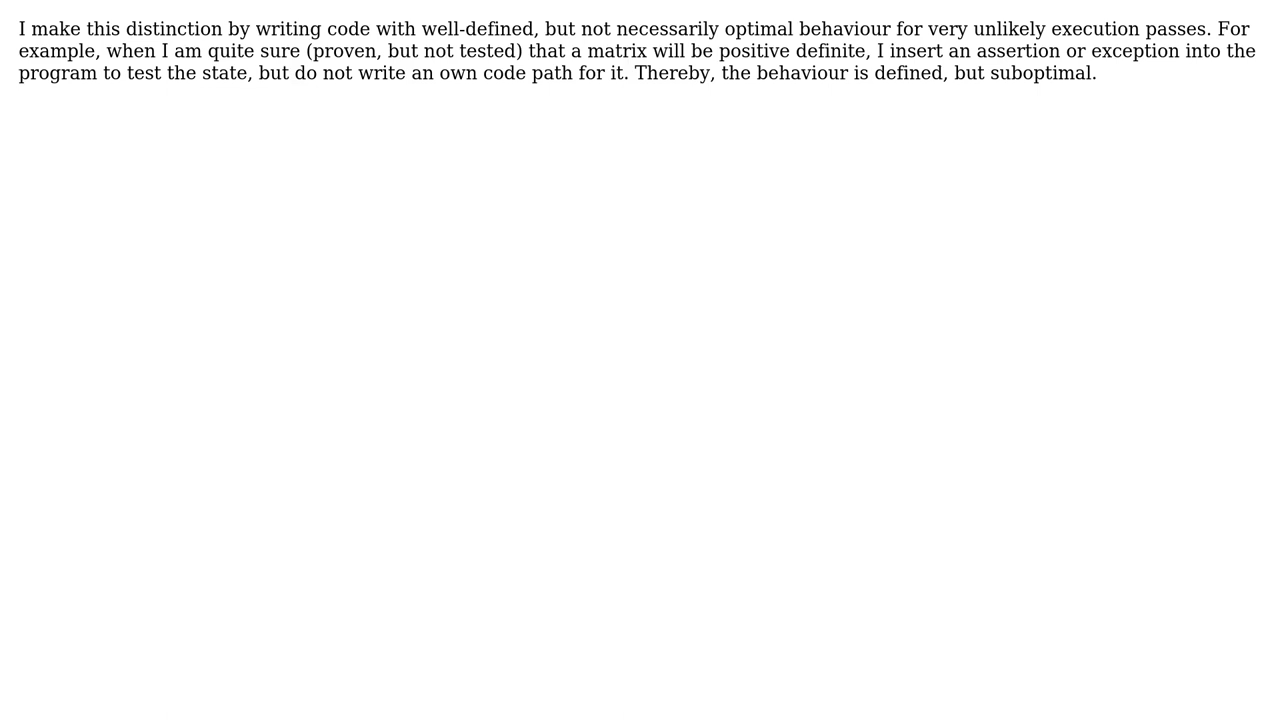 I make this distinction by writing code with well-defined, but not necessarily optimal behaviour for very unlikely execution passes. For
example, when I am quite sure (proven, but not tested) that a matrix will be positive definite, I insert an assertion or exception into the
program to test the state, but do not write an own code path for it. Thereby, the behaviour is defined, but suboptimal.